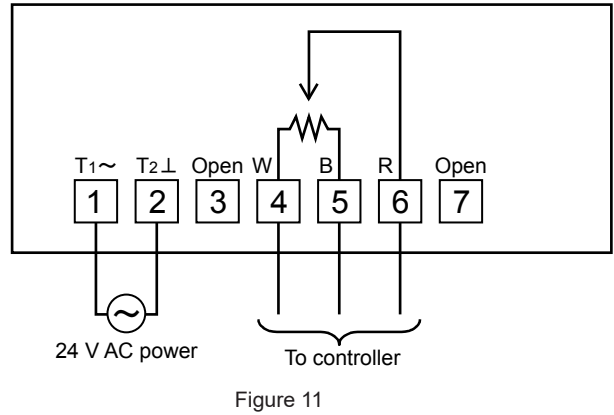 T1~ T2⊥ Open W B R Open
1 2 3 4 5 6 7
24 V AC power
To controller
Figure 11